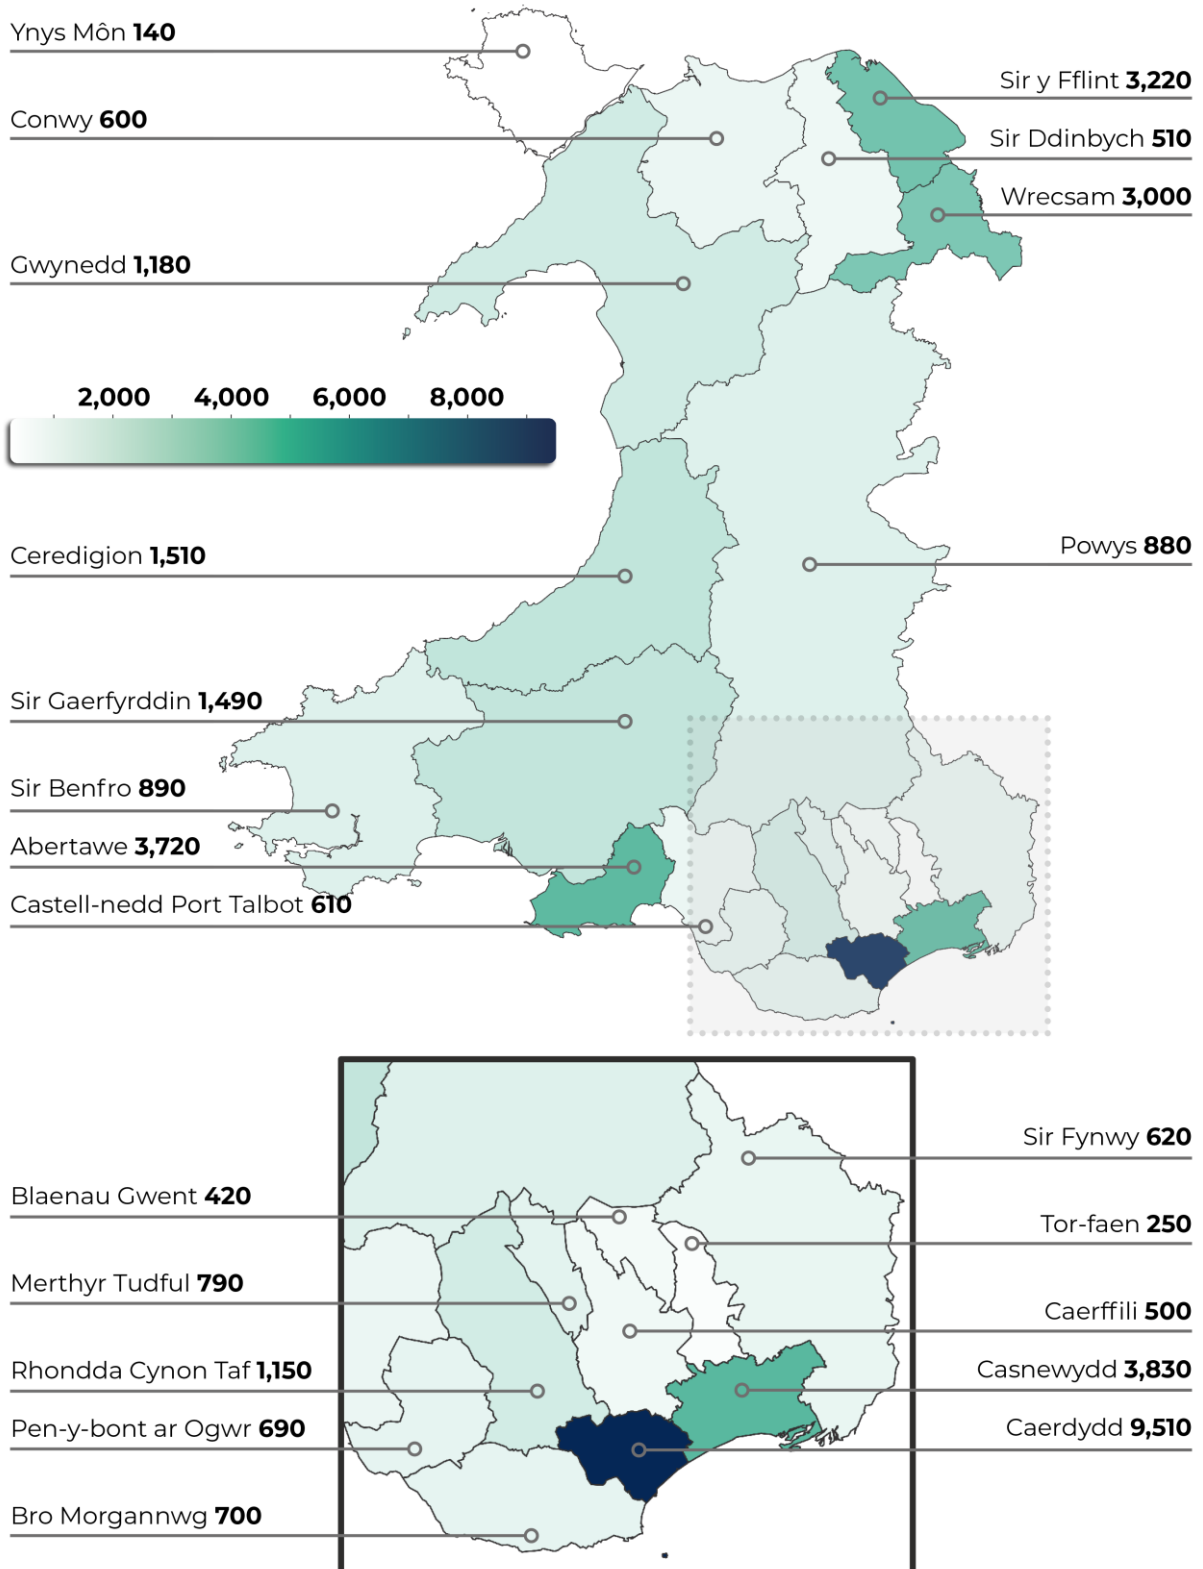 Ynys Môn 140
Sir y Fflint 3,220
Conwy 600
Sir Ddinbych 510
Wrecsam 3,000
Gwynedd 1,180
2,000 4,000 6,000 8,000
Ceredigion 1,510
Powys 880
Sir Gaerfyrddin 1,490
Sir Benfro 890
Abertawe 3,720
Castell-nedd Port Talbot 610
Sir Fynwy 620
Blaenau Gwent 420
Tor-faen 250
Merthyr Tudful 790
Caerffili 500
Rhondda Cynon Taf 1,150
Casnewydd 3,830
Pen-y-bont ar Ogwr 690
Caerdydd 9,510
Bro Morgannwg 700